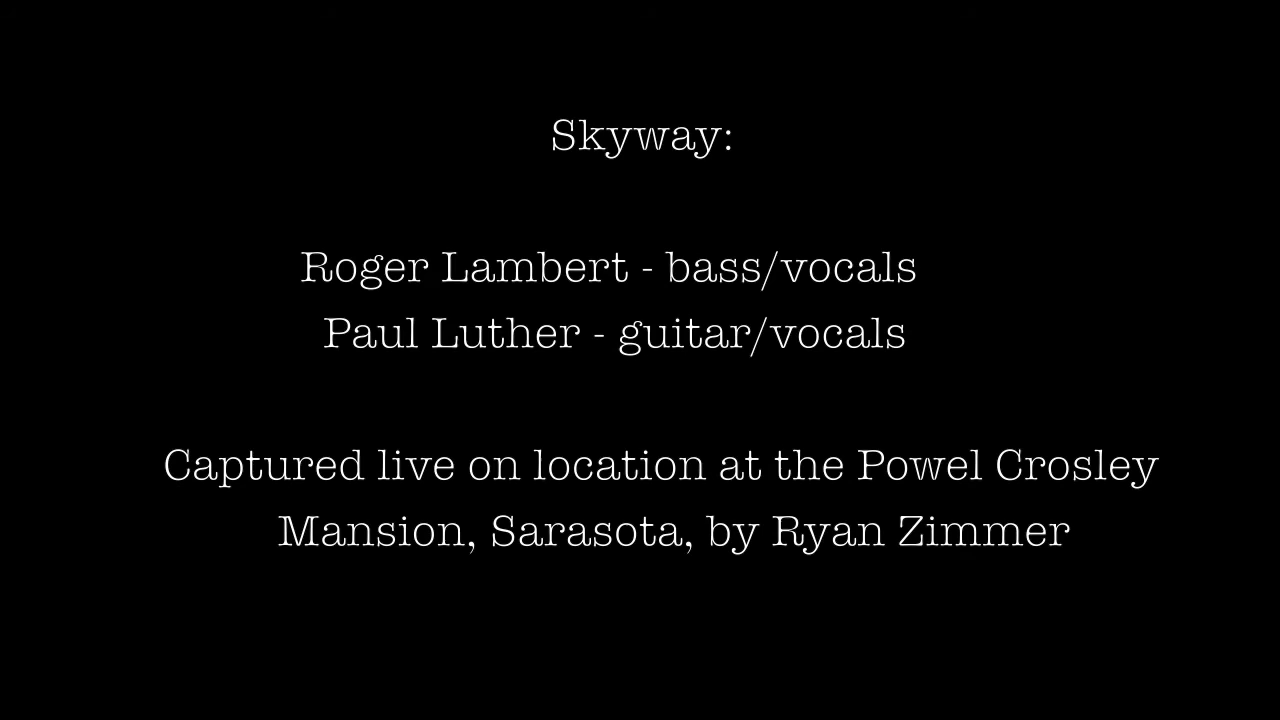 Skyway:
Roger Lambert - bass/vocals
Paul Luther - guitar/vocals
Captured live on location at the Powel Crosley
Mansion, Sarasota, by Ryan Zimmer